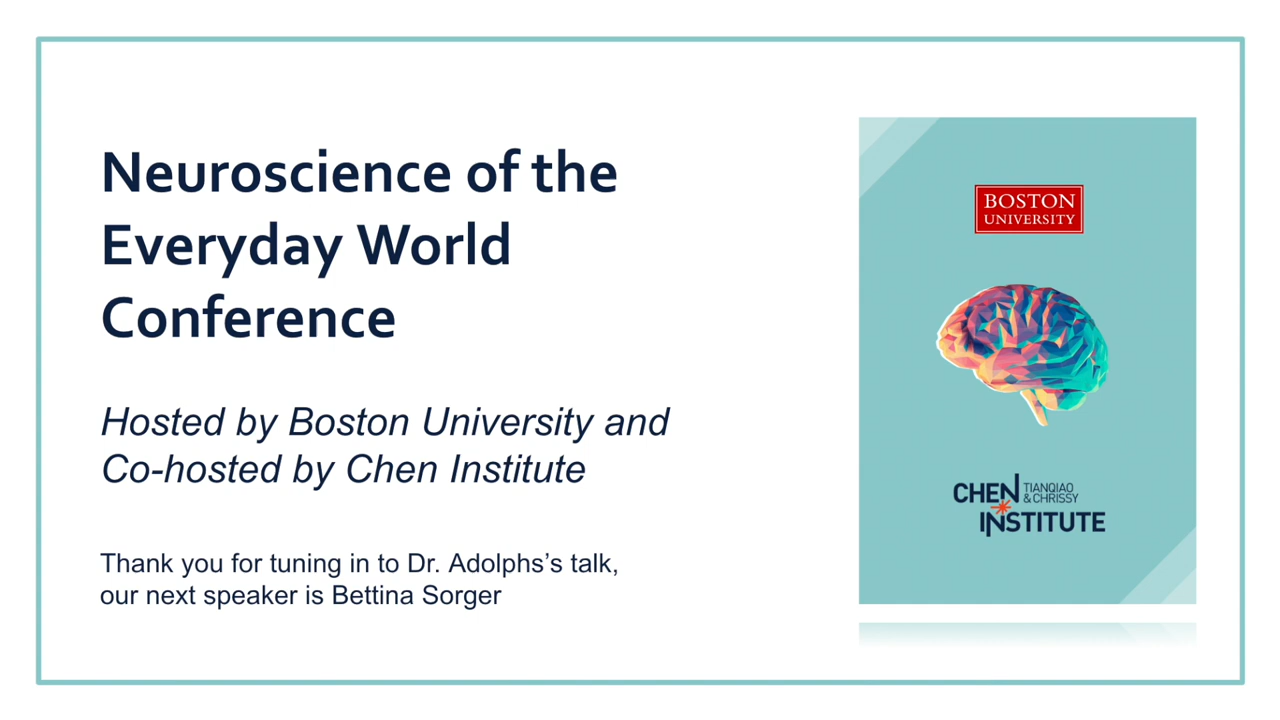 Neuroscience of the
Everyday World
Conference
Hosted by Boston University and
Co-hosted by Chen Institute
Thank you for tuning in to Dr. Adolphs’s talk,
our next speaker is Bettina Sorger
BOSTON
UNIVERSITY
CHEN TIANQIAO
& CHRISSY
INSTITUTE